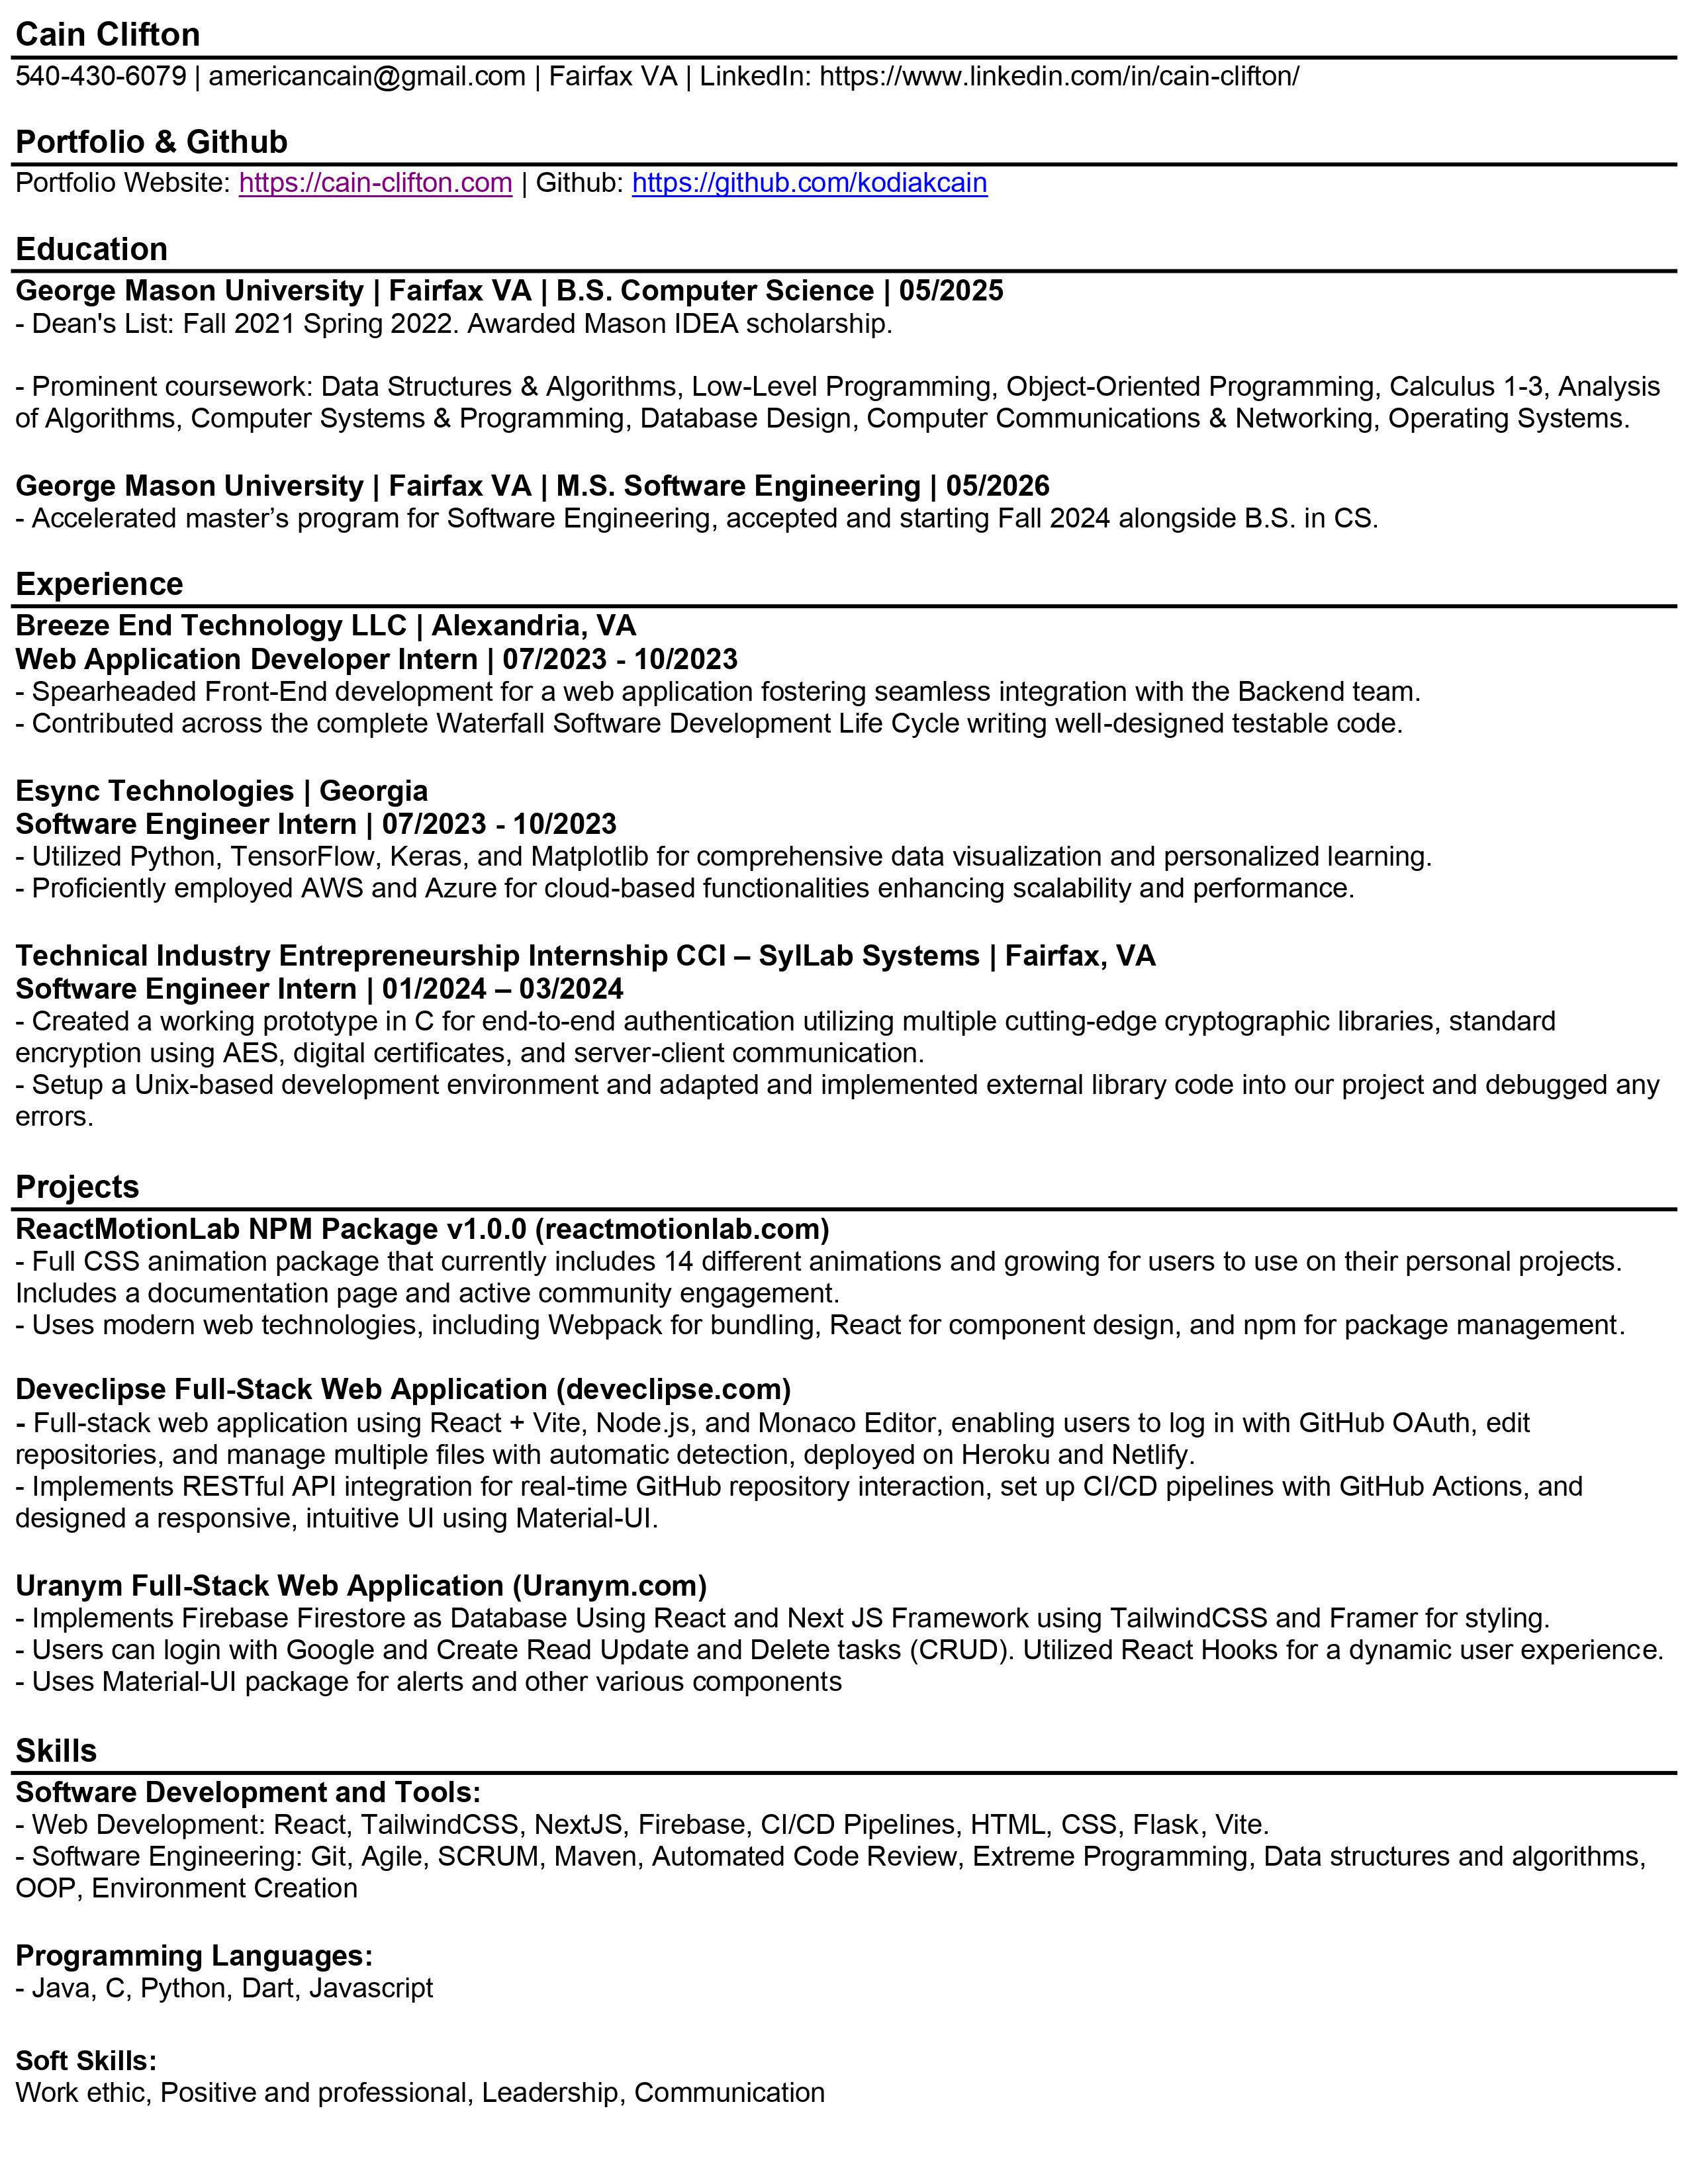 Cain Clifton
540-430-6079 | americancain@gmail.com | Fairfax VA | LinkedIn: https://www.linkedin.com/in/cain-clifton/
Portfolio & Github
Portfolio Website: https://cain-clifton.com | Github: https://github.com/kodiakcain
Education
George Mason University | Fairfax VA | B.S. Computer Science | 05/2025
- Dean's List: Fall 2021 Spring 2022. Awarded Mason IDEA scholarship.
- Prominent coursework: Data Structures & Algorithms, Low-Level Programming, Object-Oriented Programming, Calculus 1-3, Analysis
of Algorithms, Computer Systems & Programming, Database Design, Computer Communications & Networking, Operating Systems.
George Mason University | Fairfax VA | M.S. Software Engineering | 05/2026
- Accelerated master’s program for Software Engineering, accepted and starting Fall 2024 alongside B.S. in CS.
Experience
Breeze End Technology LLC | Alexandria, VA
Web Application Developer Intern | 07/2023 - 10/2023
- Spearheaded Front-End development for a web application fostering seamless integration with the Backend team.
- Contributed across the complete Waterfall Software Development Life Cycle writing well-designed testable code.
Esync Technologies | Georgia
Software Engineer Intern | 07/2023 - 10/2023
- Utilized Python, TensorFlow, Keras, and Matplotlib for comprehensive data visualization and personalized learning.
- Proficiently employed AWS and Azure for cloud-based functionalities enhancing scalability and performance.
Technical Industry Entrepreneurship Internship CCI – SylLab Systems | Fairfax, VA
Software Engineer Intern | 01/2024 – 03/2024
- Created a working prototype in C for end-to-end authentication utilizing multiple cutting-edge cryptographic libraries, standard
encryption using AES, digital certificates, and server-client communication.
- Setup a Unix-based development environment and adapted and implemented external library code into our project and debugged any
errors.
Projects
ReactMotionLab NPM Package v1.0.0 (reactmotionlab.com)
- Full CSS animation package that currently includes 14 different animations and growing for users to use on their personal projects.
Includes a documentation page and active community engagement.
- Uses modern web technologies, including Webpack for bundling, React for component design, and npm for package management.
Deveclipse Full-Stack Web Application (deveclipse.com)
- Full-stack web application using React + Vite, Node.js, and Monaco Editor, enabling users to log in with GitHub OAuth, edit
repositories, and manage multiple files with automatic detection, deployed on Heroku and Netlify.
- Implements RESTful API integration for real-time GitHub repository interaction, set up CI/CD pipelines with GitHub Actions, and
designed a responsive, intuitive UI using Material-UI.
Uranym Full-Stack Web Application (Uranym.com)
- Implements Firebase Firestore as Database Using React and Next JS Framework using TailwindCSS and Framer for styling.
- Users can login with Google and Create Read Update and Delete tasks (CRUD). Utilized React Hooks for a dynamic user experience.
- Uses Material-UI package for alerts and other various components
Skills
Software Development and Tools:
- Web Development: React, TailwindCSS, NextJS, Firebase, CI/CD Pipelines, HTML, CSS, Flask, Vite.
- Software Engineering: Git, Agile, SCRUM, Maven, Automated Code Review, Extreme Programming, Data structures and algorithms,
OOP, Environment Creation
Programming Languages:
- Java, C, Python, Dart, Javascript
Soft Skills:
Work ethic, Positive and professional, Leadership, Communication